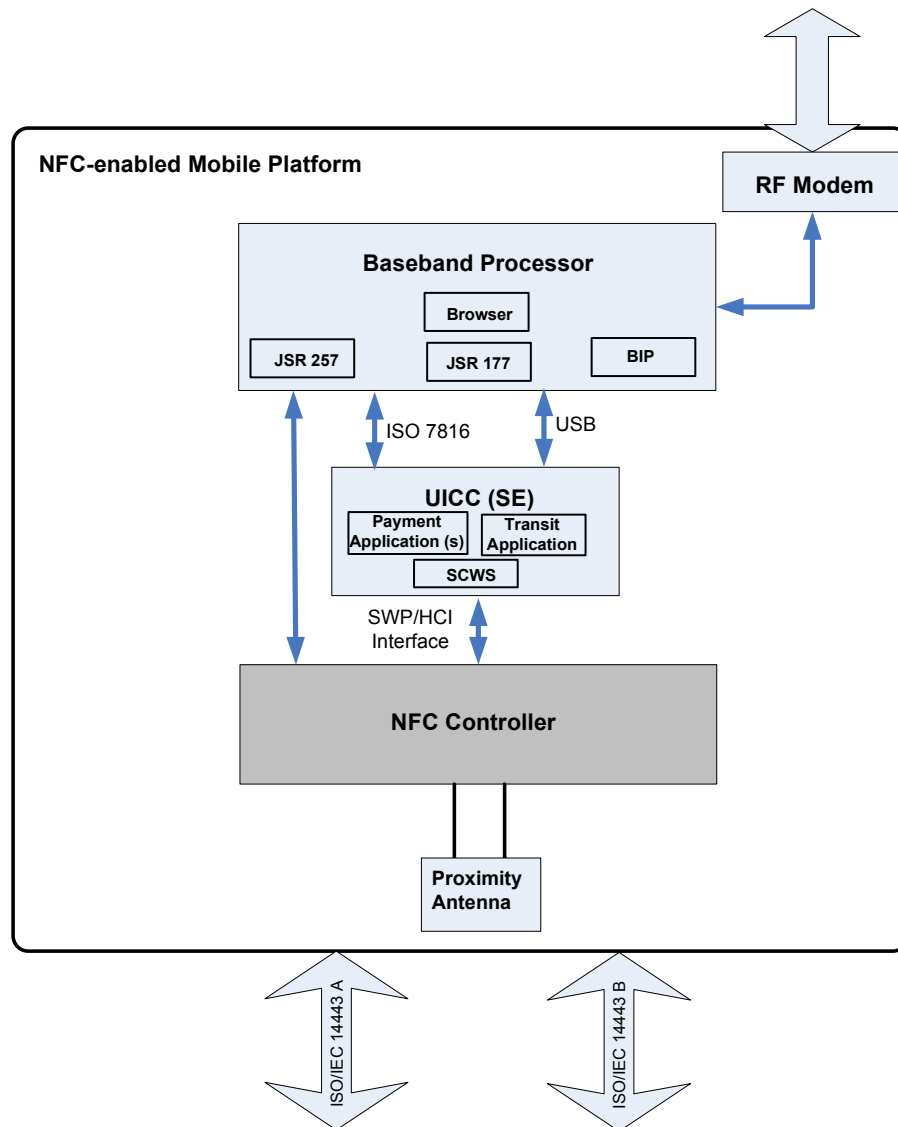 NFC-enabled Mobile Platform
RF Modem
Baseband Processor
Browser
JSR 257
JSR 177
BIP
ISO 7816
USB
UICC (SE)
Payment
Application (s)
Transit
Application
SCWS
SWP/HCI
Interface
NFC Controller
Proximity
Antenna
ISO/IEC 14443 A
ISO/IEC 14443 B